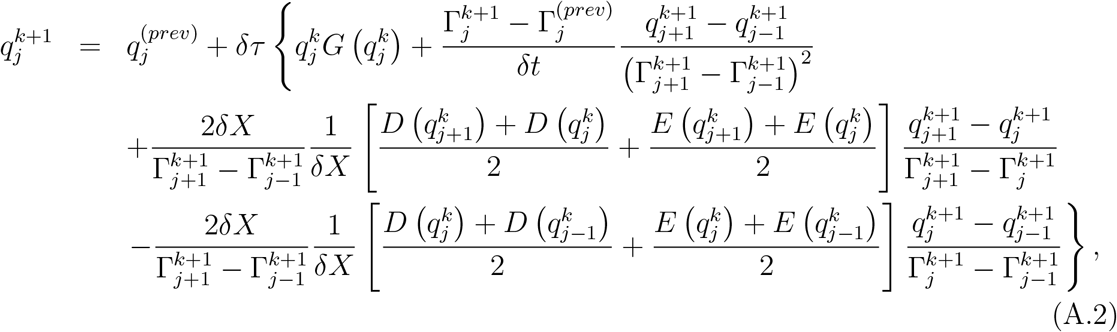 $q_j^{k+1} = q_j^{(prev)} + \delta\tau \left\{ q_j^k G\left(q_j^k\right) + \frac{\Gamma_j^{k+1} - \Gamma_j^{(prev)}}{\delta t} \frac{q_{j+1}^{k+1} - q_{j-1}^{k+1}}{\left(\Gamma_{j+1}^{k+1} - \Gamma_{j-1}^{k+1}\right)^2} \right.$
$+ \frac{2\delta X}{\Gamma_{j+1}^{k+1} - \Gamma_{j-1}^{k+1}} \frac{1}{\delta X} \left[ \frac{D\left(q_{j+1}^k\right) + D\left(q_j^k\right)}{2} + \frac{E\left(q_{j+1}^k\right) + E\left(q_j^k\right)}{2} \right] \frac{q_{j+1}^{k+1} - q_j^{k+1}}{\Gamma_{j+1}^{k+1} - \Gamma_j^{k+1}}$
$\left. - \frac{2\delta X}{\Gamma_{j+1}^{k+1} - \Gamma_{j-1}^{k+1}} \frac{1}{\delta X} \left[ \frac{D\left(q_j^k\right) + D\left(q_{j-1}^k\right)}{2} + \frac{E\left(q_j^k\right) + E\left(q_{j-1}^k\right)}{2} \right] \frac{q_j^{k+1} - q_{j-1}^{k+1}}{\Gamma_j^{k+1} - \Gamma_{j-1}^{k+1}} \right\},$
(A.2)